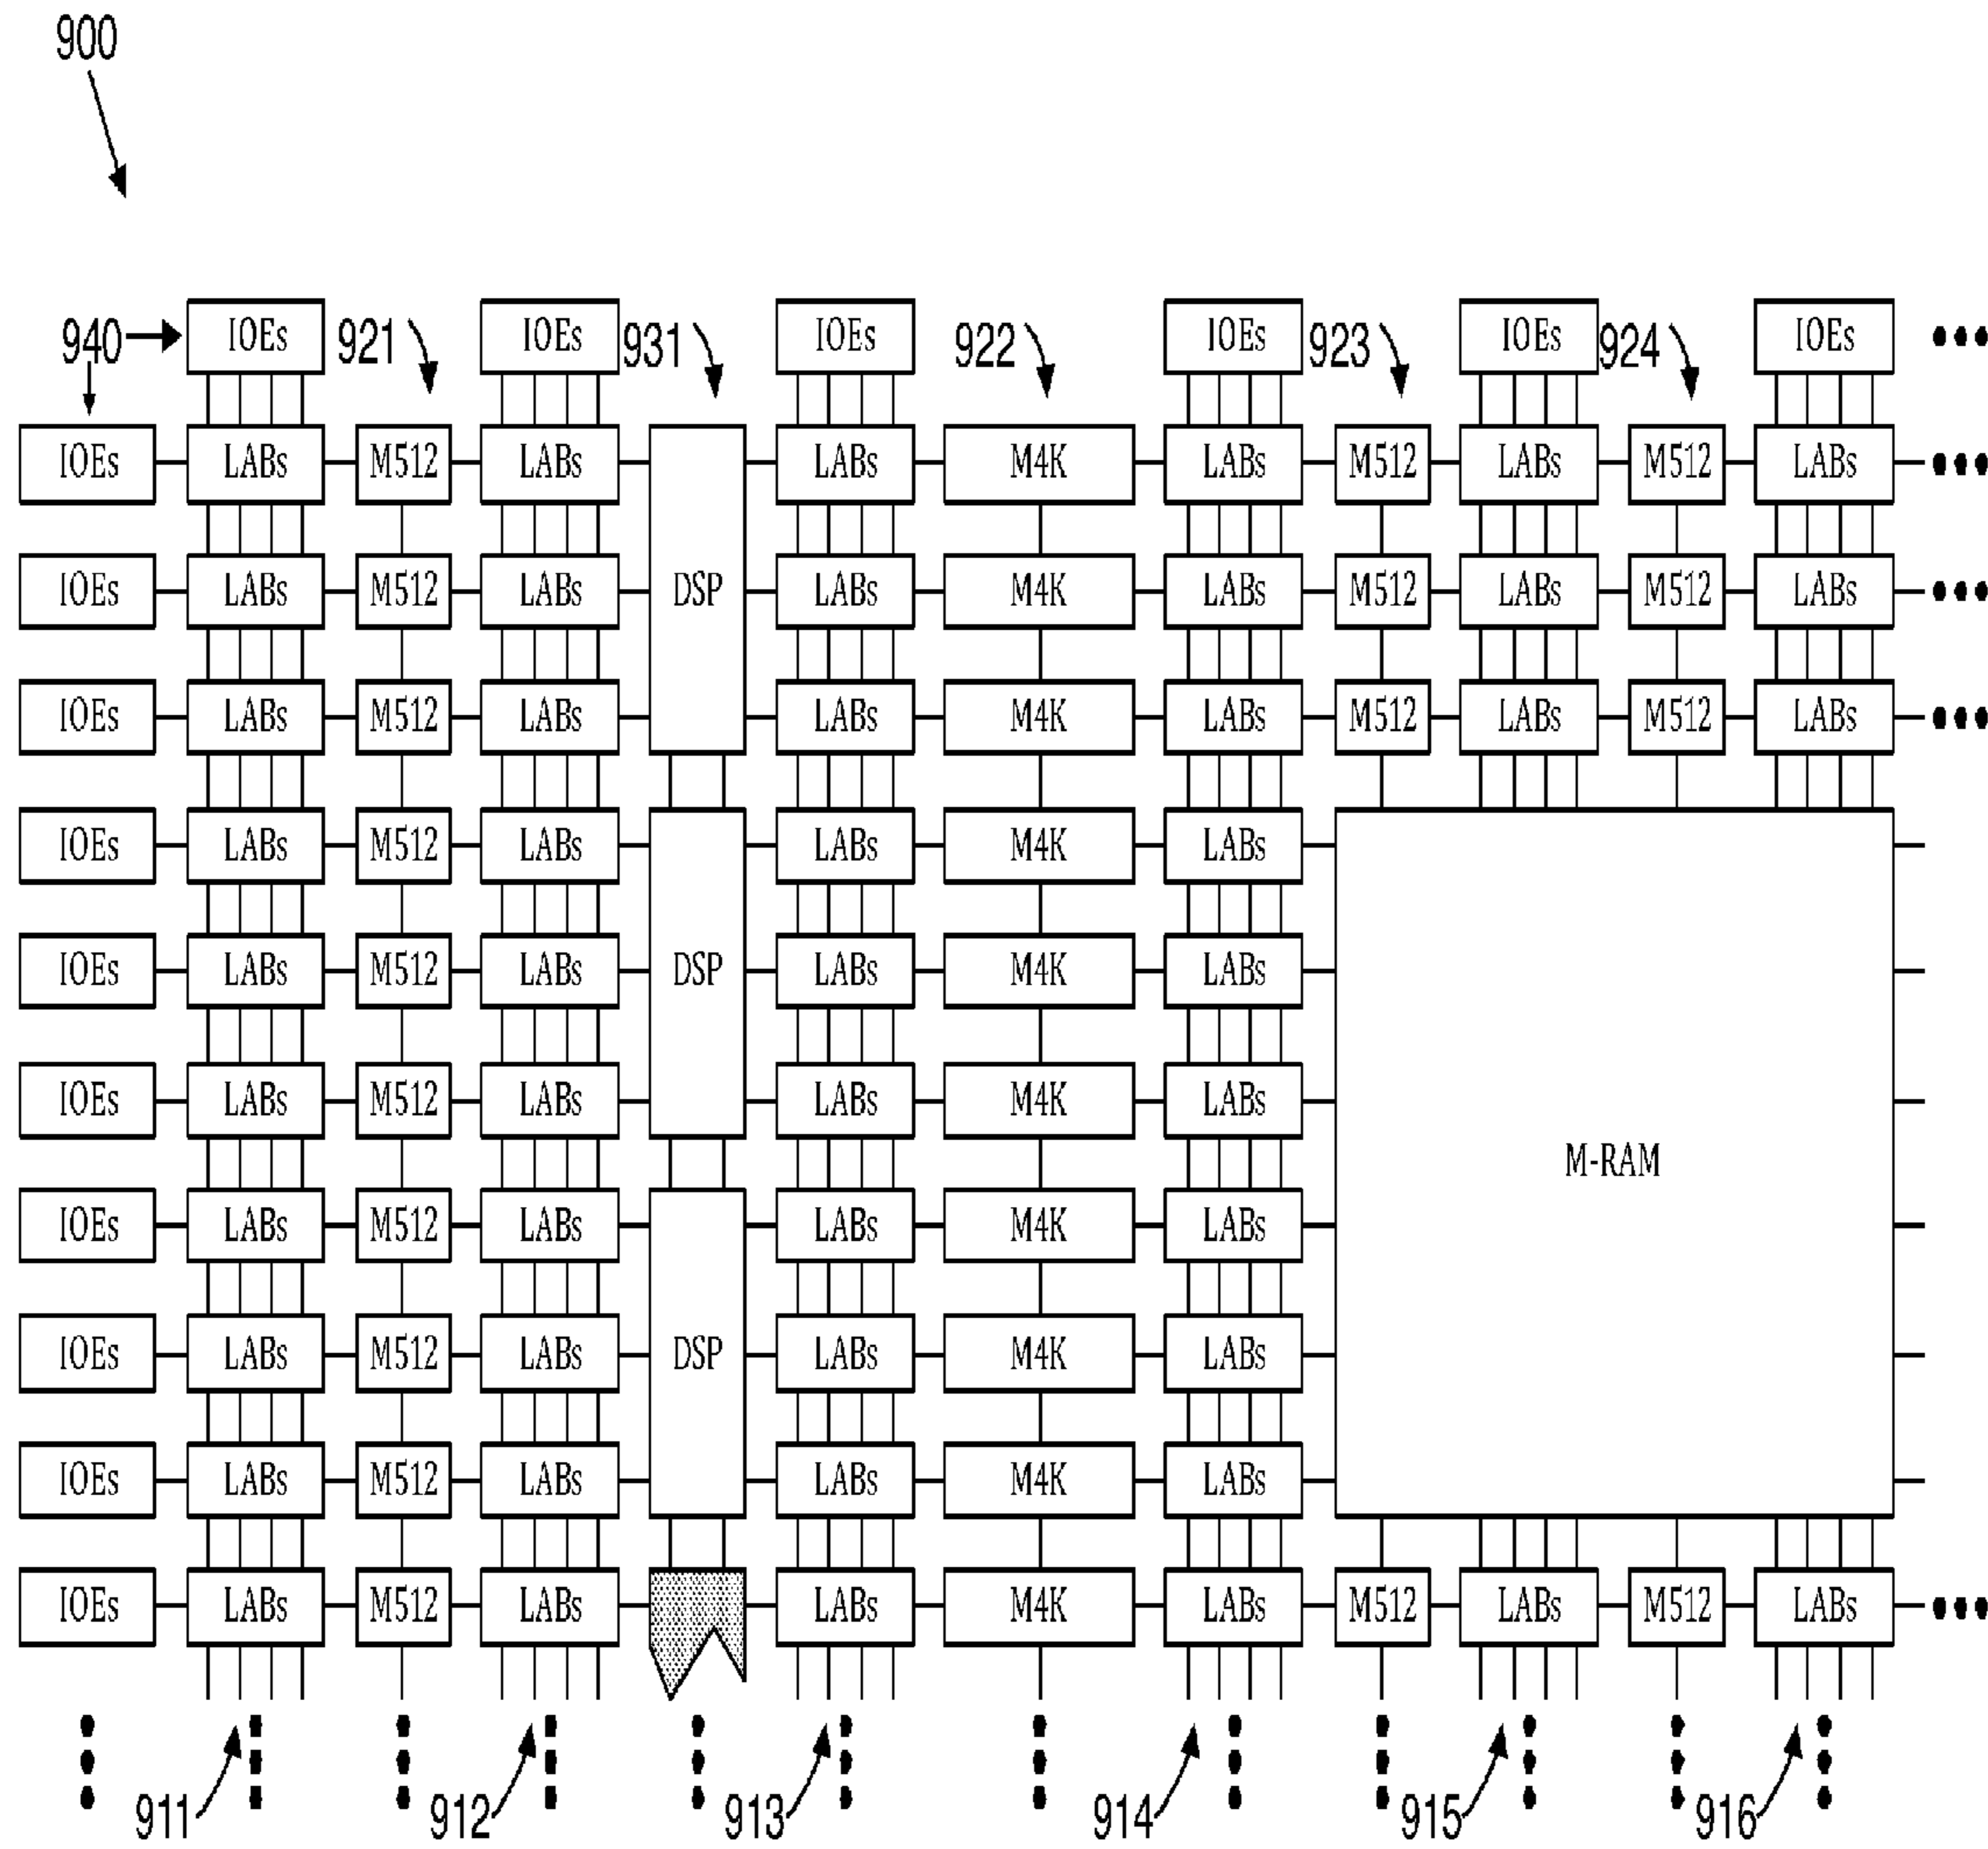 900
940 IOEs 921 IOEs 931 IOEs 922 IOEs 923 IOEs 924 IOEs
IOEs LABs M512 LABs LABs M4K LABs M512 LABs M512 LABs
IOEs LABs M512 LABs DSP LABs M4K LABs M512 LABs M512 LABs
IOEs LABs M512 LABs LABs M4K LABs M512 LABs M512 LABs
IOEs LABs M512 LABs LABs M4K LABs
IOEs LABs M512 LABs DSP LABs M4K LABs
IOEs LABs M512 LABs LABs M4K LABs
M-RAM
IOEs LABs M512 LABs LABs M4K LABs
IOEs LABs M512 LABs DSP LABs M4K LABs
IOEs LABs M512 LABs LABs M4K LABs
IOEs LABs M512 LABs LABs M4K LABs M512 LABs M512 LABs
911 912 913 914 915 916